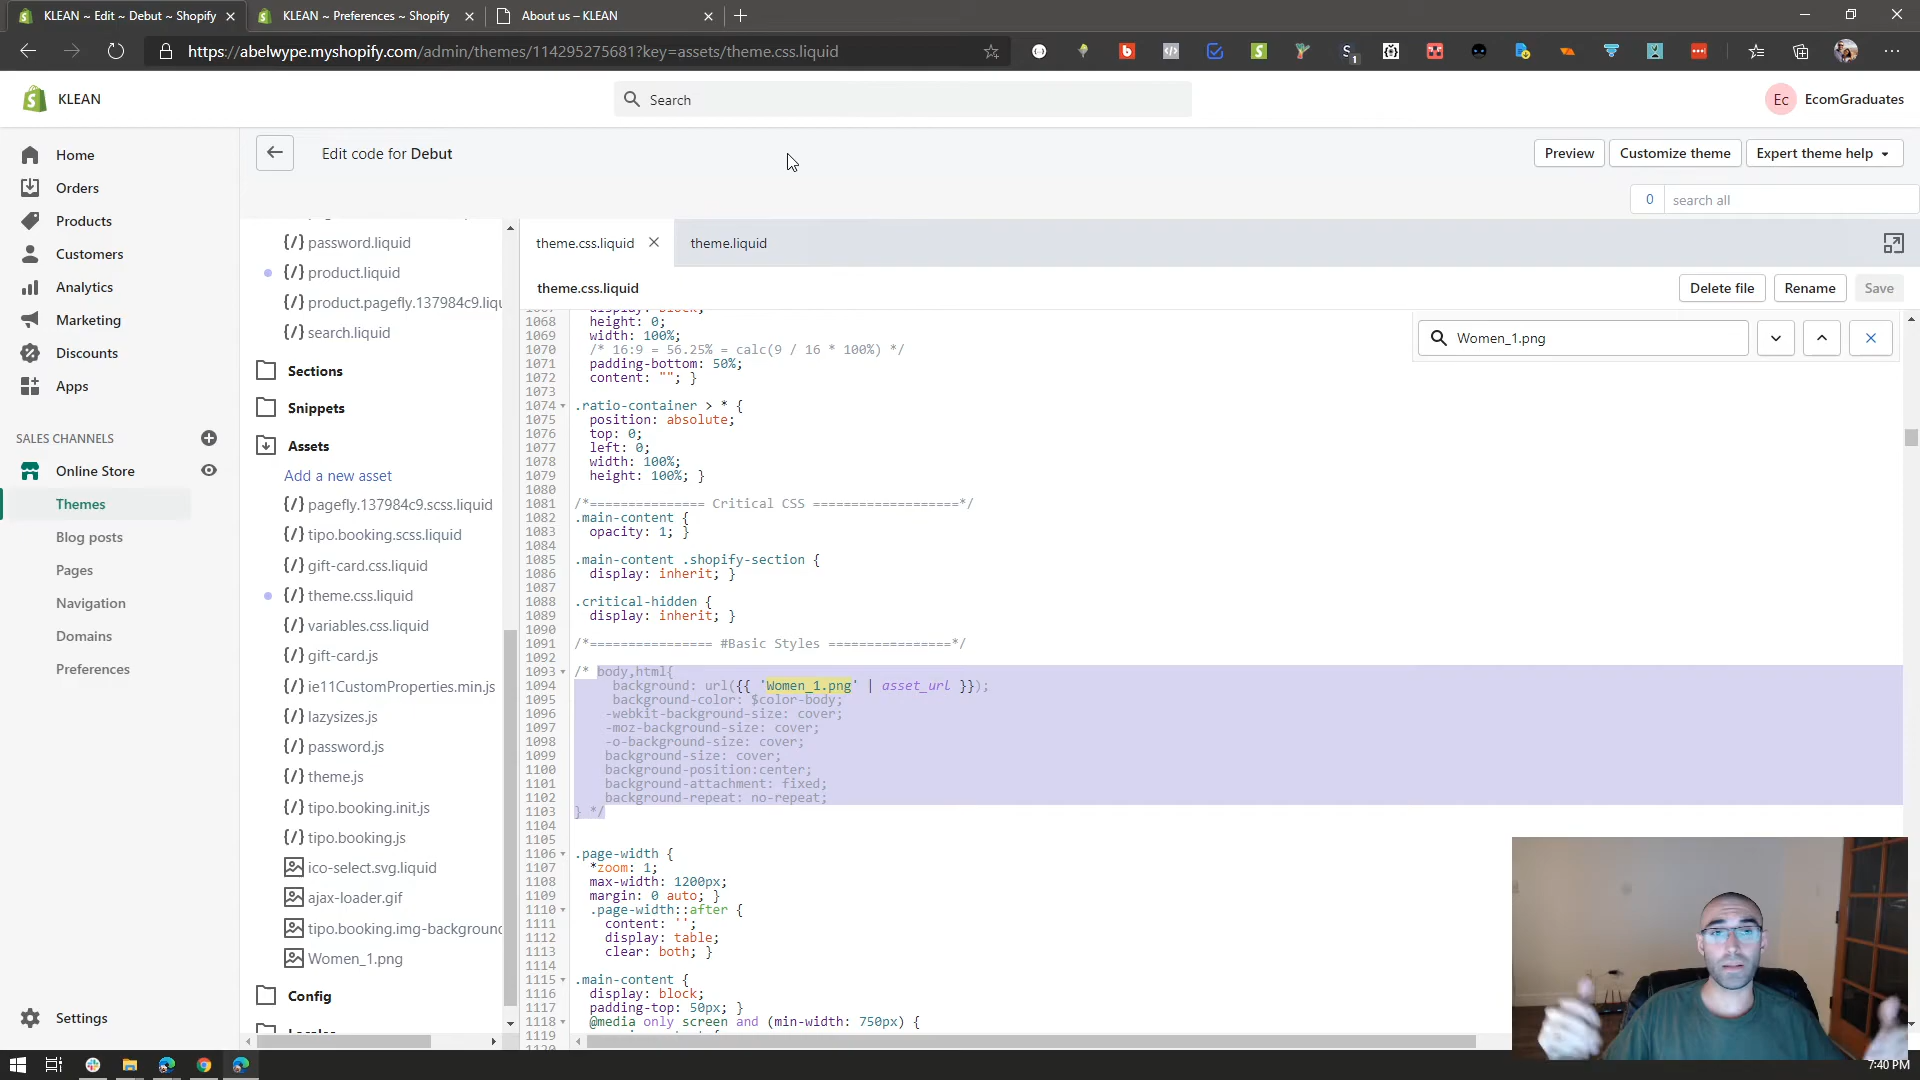 KLEAN ~ Edit ~ Debut ~ Shopify
KLEAN ~ Preferences ~ Shopify
About us – KLEAN
https://abelwype.myshopify.com/admin/themes/114295275681?key=assets/theme.css.liquid
KLEAN
Search
Ec
EcomGraduates
Home
Orders
Products
Customers
Analytics
Marketing
Discounts
Apps
SALES CHANNELS
Online Store
Themes
Blog posts
Pages
Navigation
Domains
Preferences
Settings
Edit code for Debut
Preview
Customize theme
Expert theme help
0
search all
{/} password.liquid
{/} product.liquid
{/} product.pagefly.137984c9.liqu
{/} search.liquid
Sections
Snippets
Assets
Add a new asset
{/} pagefly.137984c9.scss.liquid
{/} tipo.booking.scss.liquid
{/} gift-card.css.liquid
{/} theme.css.liquid
{/} variables.css.liquid
{/} gift-card.js
{/} ie11CustomProperties.min.js
{/} lazysizes.js
{/} password.js
{/} theme.js
{/} tipo.booking.init.js
{/} tipo.booking.js
ico-select.svg.liquid
ajax-loader.gif
tipo.booking.img-background
Women_1.png
Config
theme.css.liquid
theme.liquid
theme.css.liquid
Delete file
Rename
Save
Women_1.png
1067 display: block;
1068 height: 0;
1069 width: 100%;
1070 /* 16:9 = 56.25% = calc(9 / 16 * 100%) */
1071 padding-bottom: 50%;
1072 content: ""; }
1073
1074 .ratio-container > * {
1075 position: absolute;
1076 top: 0;
1077 left: 0;
1078 width: 100%;
1079 height: 100%; }
1080
1081 /*=============== Critical CSS ===================*/
1082 .main-content {
1083 opacity: 1; }
1084
1085 .main-content .shopify-section {
1086 display: inherit; }
1087
1088 .critical-hidden {
1089 display: inherit; }
1090
1091 /*================ #Basic Styles ================*/
1092
1093 /* body,html{
1094 background: url({{ 'Women_1.png' | asset_url }});
1095 background-color: $color-body;
1096 -webkit-background-size: cover;
1097 -moz-background-size: cover;
1098 -o-background-size: cover;
1099 background-size: cover;
1100 background-position:center;
1101 background-attachment: fixed;
1102 background-repeat: no-repeat;
1103 } */
1104
1105
1106 .page-width {
1107 *zoom: 1;
1108 max-width: 1200px;
1109 margin: 0 auto; }
1110 .page-width::after {
1111 content: '';
1112 display: table;
1113 clear: both; }
1114
1115 .main-content {
1116 display: block;
1117 padding-top: 50px; }
1118 @media only screen and (min-width: 750px) {
1119
7:40 PM